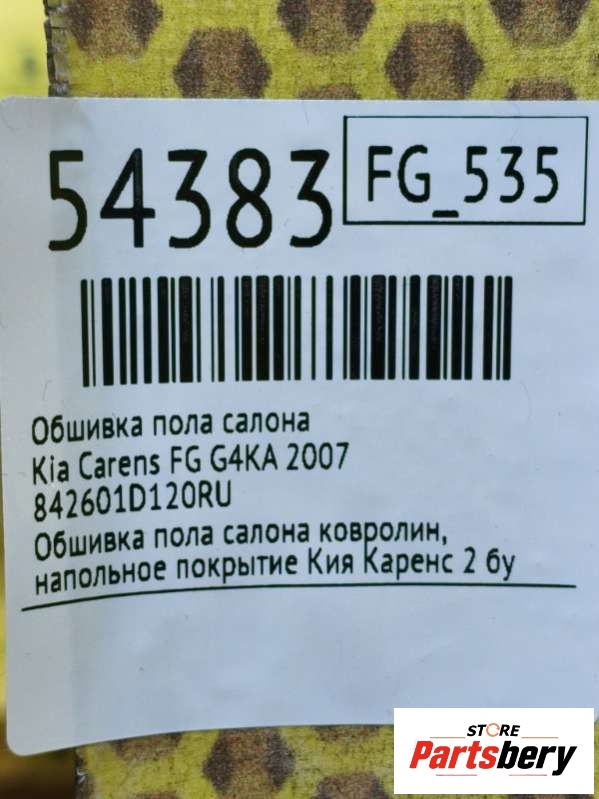 54383
FG_535
Обшивка пола салона
Kia Carens FG G4KA 2007
842601D120RU
Обшивка пола салона ковролин,
напольное покрытие Кия Каренс 2 бу
STORE
Partsbery